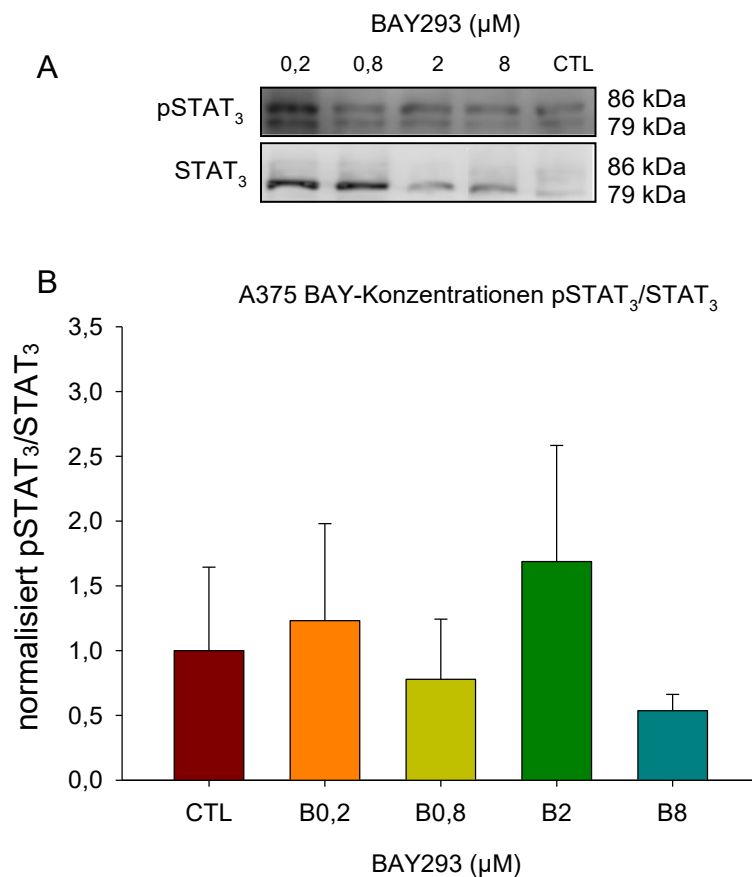 BAY293 (µM)
A
0,2 0,8 2 8 CTL
pSTAT3
86 kDa
79 kDa
STAT3
86 kDa
79 kDa
B
A375 BAY-Konzentrationen pSTAT3/STAT3
normalisiert pSTAT3/STAT3
3,5
3,0
2,5
2,0
1,5
1,0
0,5
0,0
CTL B0,2 B0,8 B2 B8
BAY293 (µM)